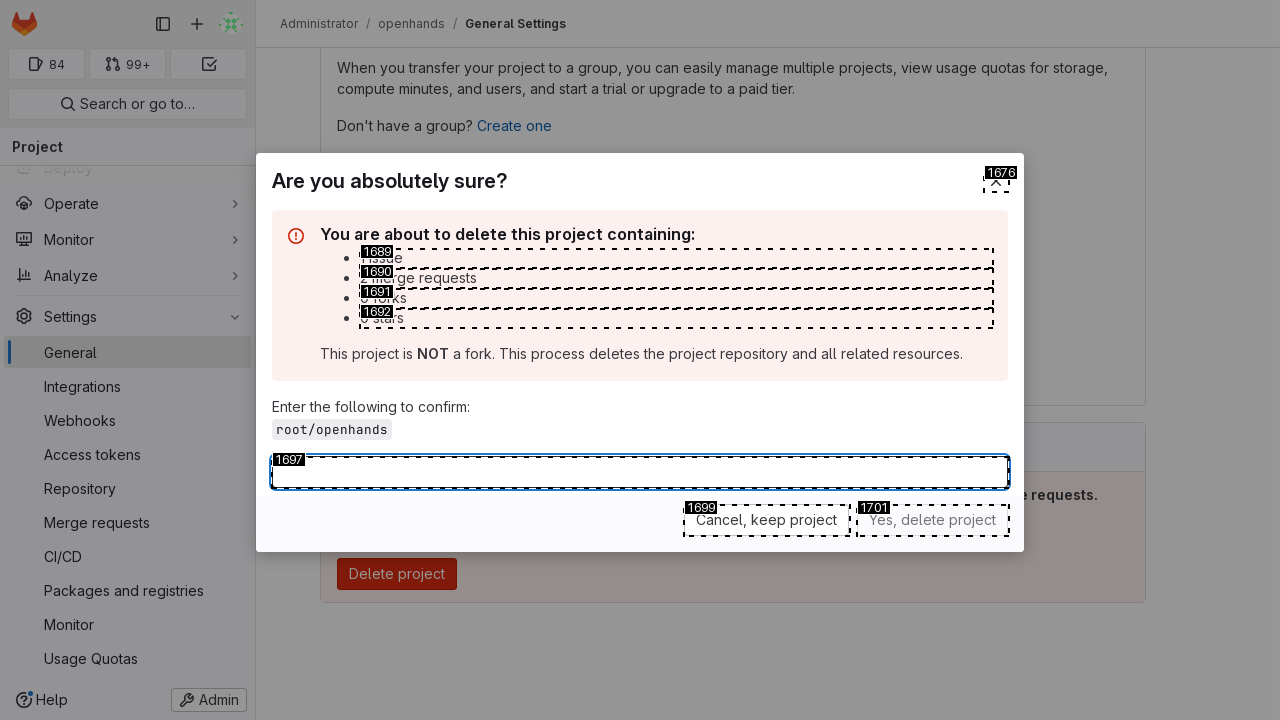 84
99+
Search or go to…
Project
Deploy
Operate
Monitor
Analyze
Settings
General
Integrations
Webhooks
Access tokens
Repository
Merge requests
CI/CD
Packages and registries
Monitor
Usage Quotas
Help
Admin
Administrator / openhands / General Settings
When you transfer your project to a group, you can easily manage multiple projects, view usage quotas for storage,
compute minutes, and users, and start a trial or upgrade to a paid tier.
Don't have a group? Create one
Are you absolutely sure?
1676
You are about to delete this project containing:
1689
1 issue
1690
2 merge requests
1691
0 forks
1692
0 stars
This project is NOT a fork. This process deletes the project repository and all related resources.
Enter the following to confirm:
root/openhands
1697
1699
Cancel, keep project
1701
Yes, delete project
e requests.
Delete project